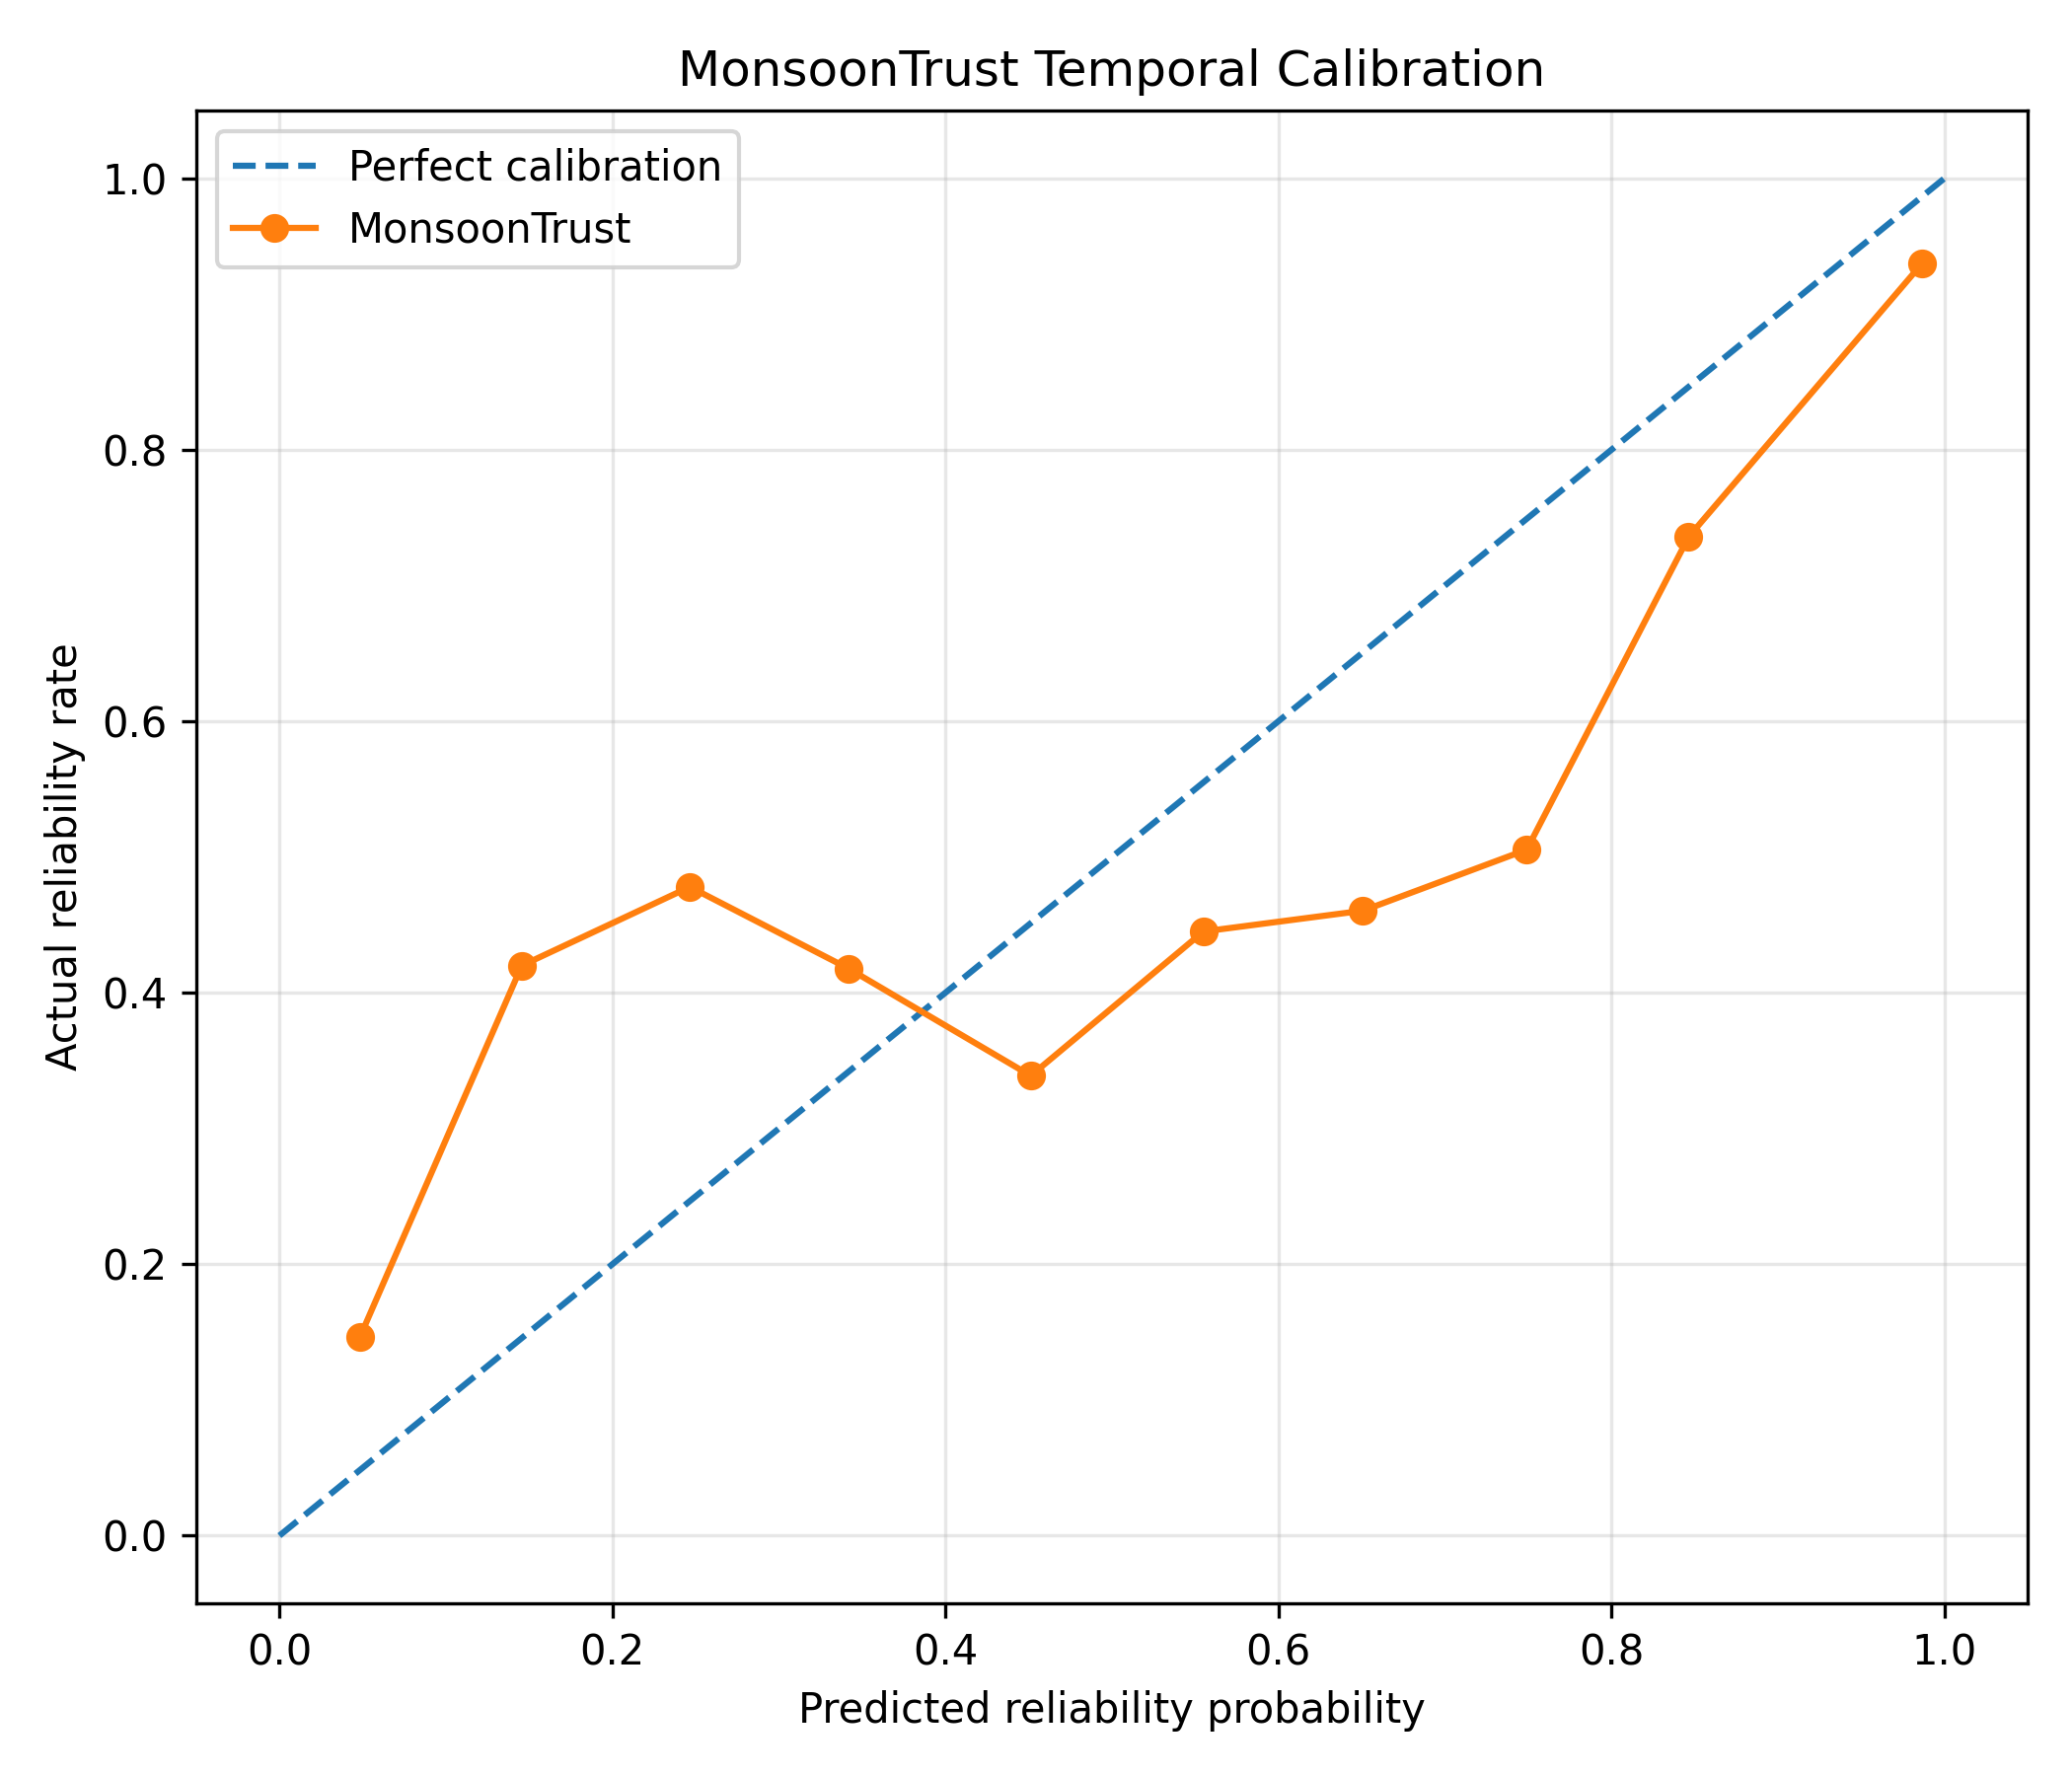 MonsoonTrust Temporal Calibration
Perfect calibration
MonsoonTrust
1.0
0.8
0.6
0.4
0.2
0.0
Actual reliability rate
0.0 0.2 0.4 0.6 0.8 1.0
Predicted reliability probability